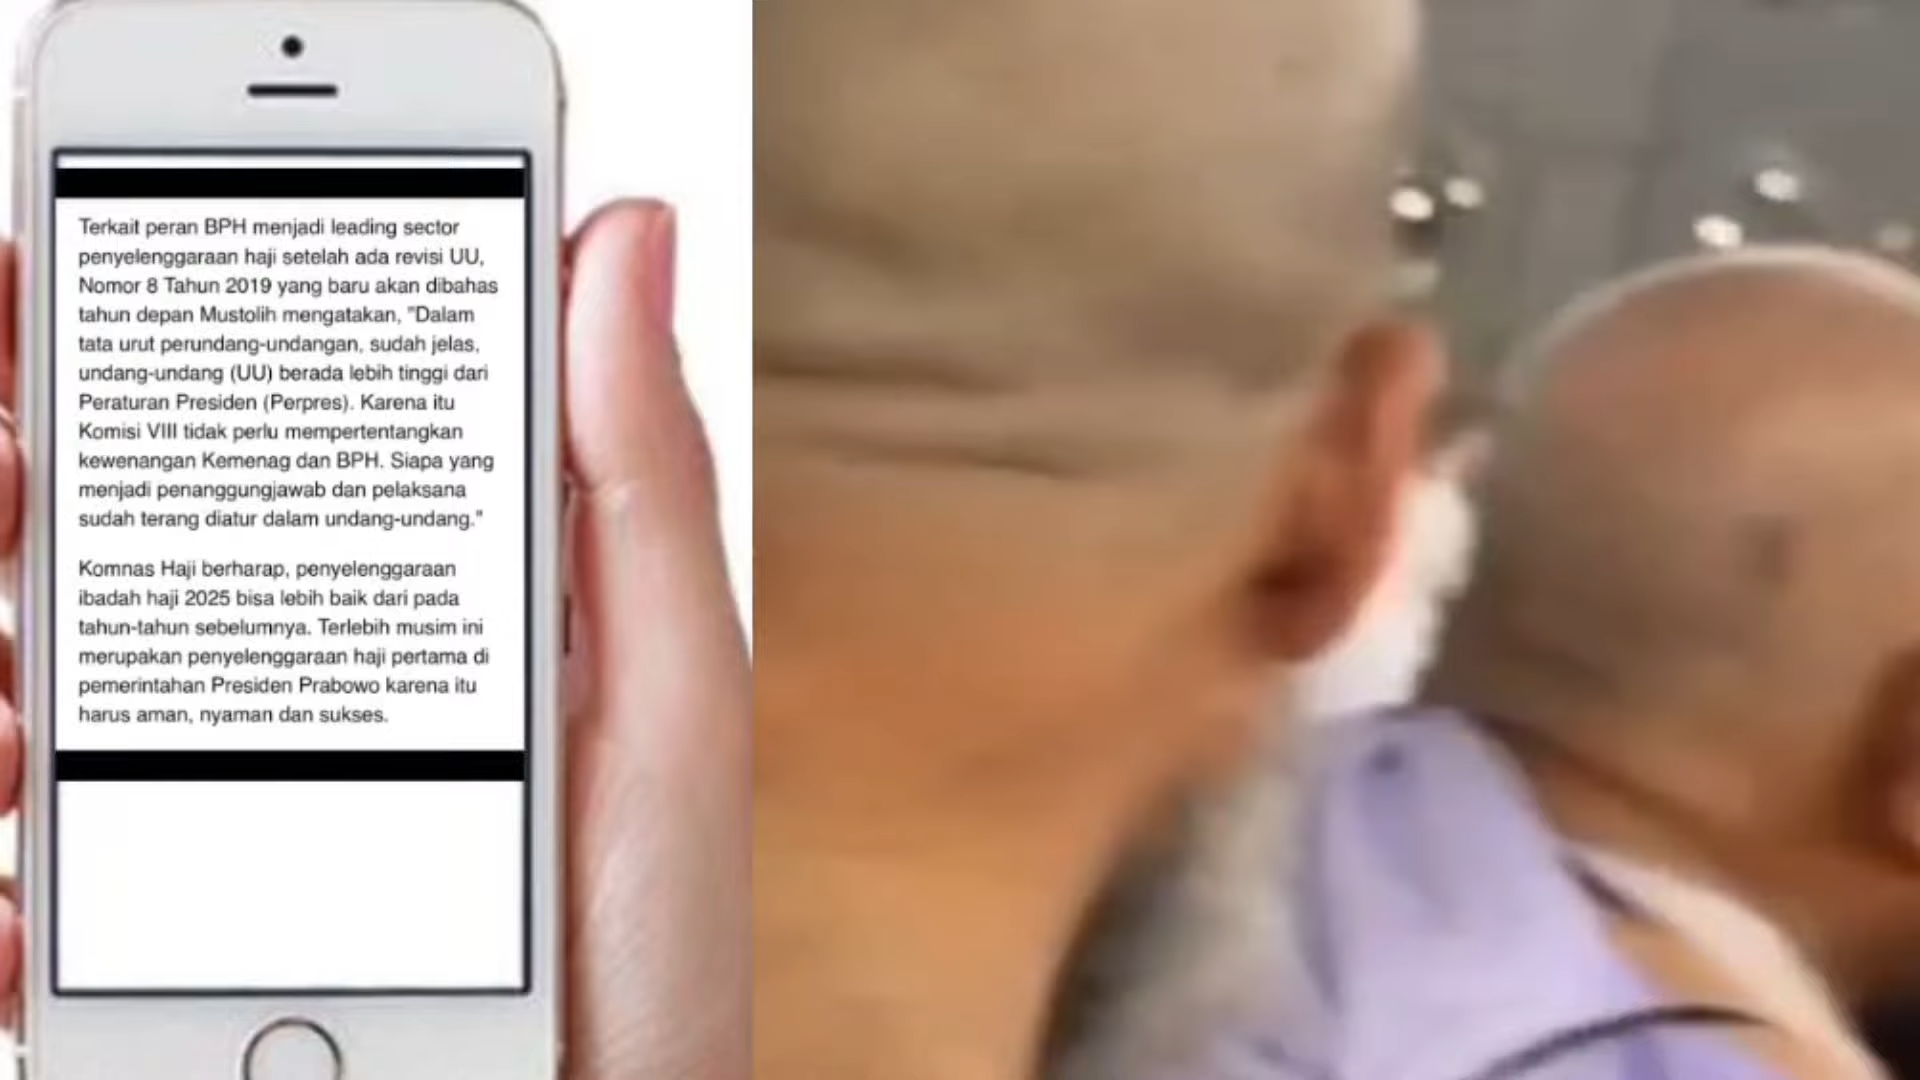 Terkait peran BPH menjadi leading sector
penyelenggaraan haji setelah ada revisi UU,
Nomor 8 Tahun 2019 yang baru akan dibahas
tahun depan Mustolih mengatakan, "Dalam
tata urut perundang-undangan, sudah jelas,
undang-undang (UU) berada lebih tinggi dari
Peraturan Presiden (Perpres). Karena itu
Komisi VIII tidak perlu mempertentangkan
kewenangan Kemenag dan BPH. Siapa yang
menjadi penanggungjawab dan pelaksana
sudah terang diatur dalam undang-undang."
Komnas Haji berharap, penyelenggaraan
ibadah haji 2025 bisa lebih baik dari pada
tahun-tahun sebelumnya. Terlebih musim ini
merupakan penyelenggaraan haji pertama di
pemerintahan Presiden Prabowo karena itu
harus aman, nyaman dan sukses.